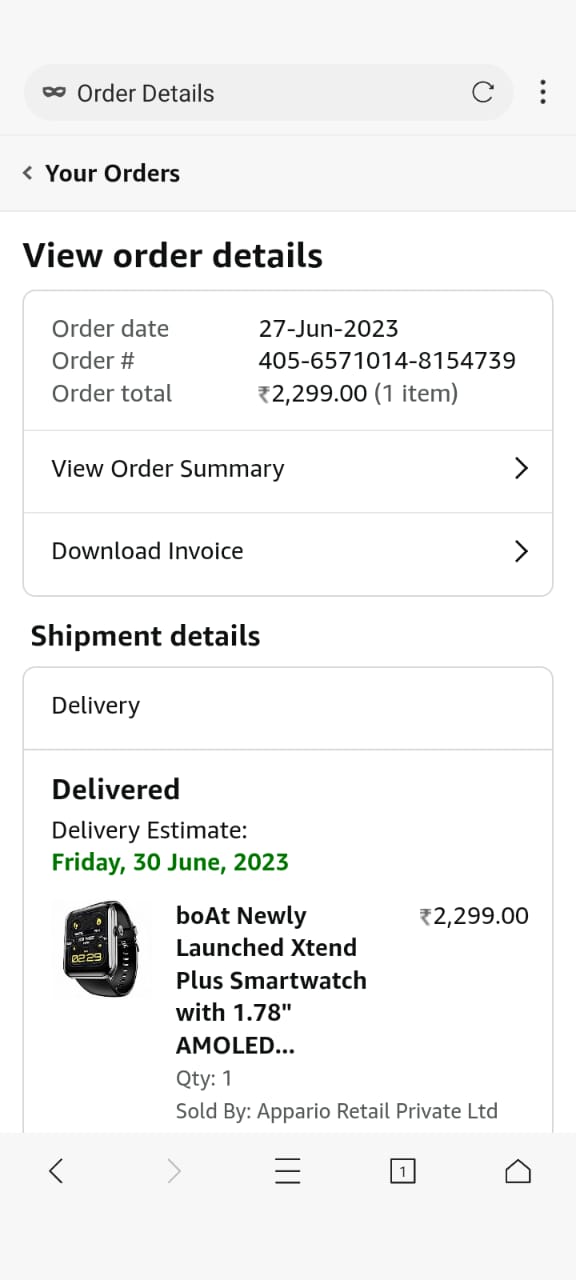 Order Details
Your Orders
View order details
Order date 27-Jun-2023
Order # 405-6571014-8154739
Order total ₹2,299.00 (1 item)
View Order Summary
Download Invoice
Shipment details
Delivery
Delivered
Delivery Estimate:
Friday, 30 June, 2023
boAt Newly ₹2,299.00
Launched Xtend
Plus Smartwatch
with 1.78"
AMOLED...
02:29
Qty: 1
Sold By: Appario Retail Private Ltd
1